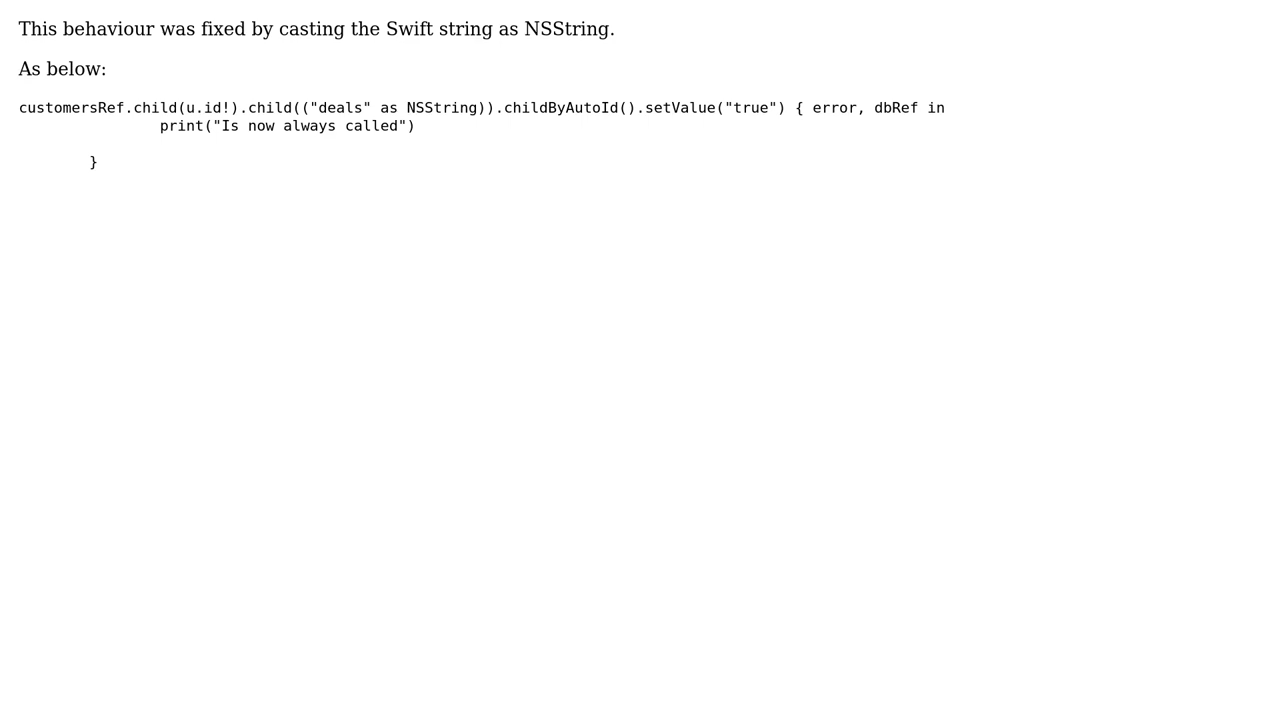 This behaviour was fixed by casting the Swift string as NSString.
As below:
customersRef.child(u.id!).child(("deals" as NSString)).childByAutoId().setValue("true") { error, dbRef in
                print("Is now always called")
        }